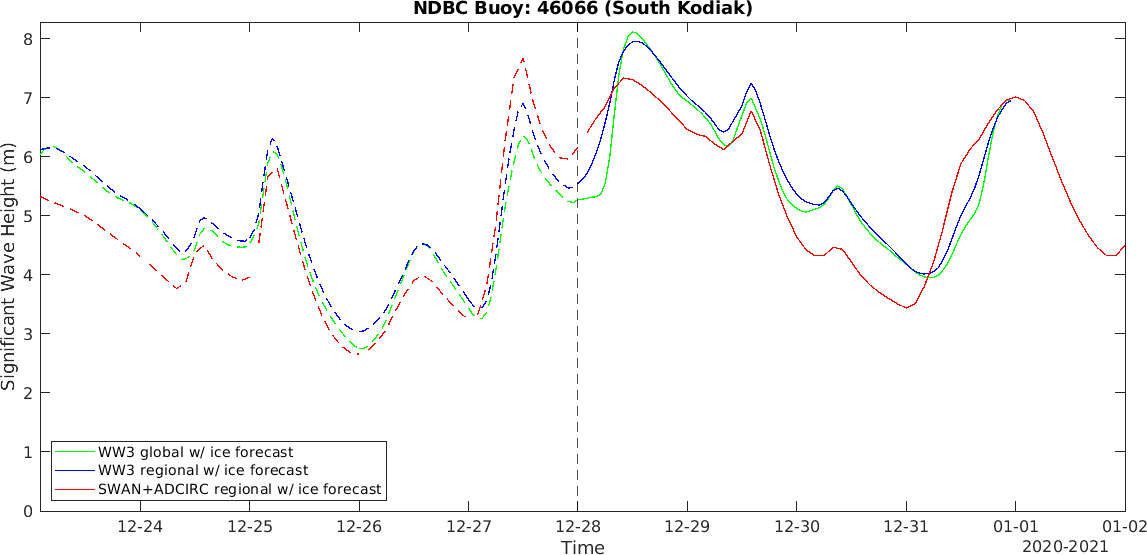 NDBC Buoy: 46066 (South Kodiak)
Significant Wave Height (m)
8
7
6
5
4
3
2
1
0
WW3 global w/ ice forecast
WW3 regional w/ ice forecast
SWAN+ADCIRC regional w/ ice forecast
12-24 12-25 12-26 12-27 12-28 12-29 12-30 12-31 01-01 01-02
Time
2020-2021